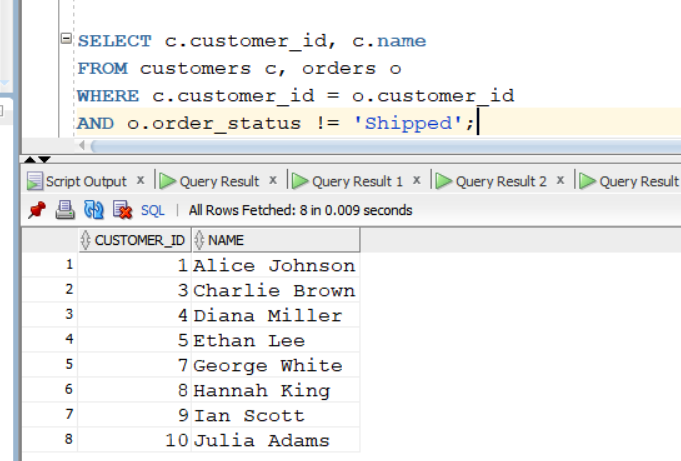 SELECT c.customer_id, c.name
FROM customers c, orders o
WHERE c.customer_id = o.customer_id
AND o.order_status != 'Shipped';
Script Output x Query Result x Query Result 1 x Query Result 2 x Query Result
SQL | All Rows Fetched: 8 in 0.009 seconds
CUSTOMER_ID NAME
1 1 Alice Johnson
2 3 Charlie Brown
3 4 Diana Miller
4 5 Ethan Lee
5 7 George White
6 8 Hannah King
7 9 Ian Scott
8 10 Julia Adams